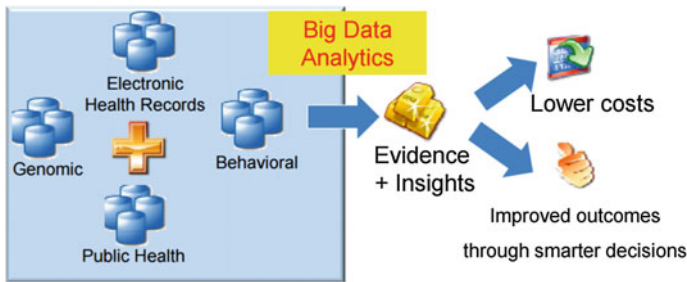 Big Data
Analytics
Electronic
Health Records
Genomic
Behavioral
Public Health
Evidence
+ Insights
Lower costs
Improved outcomes
through smarter decisions